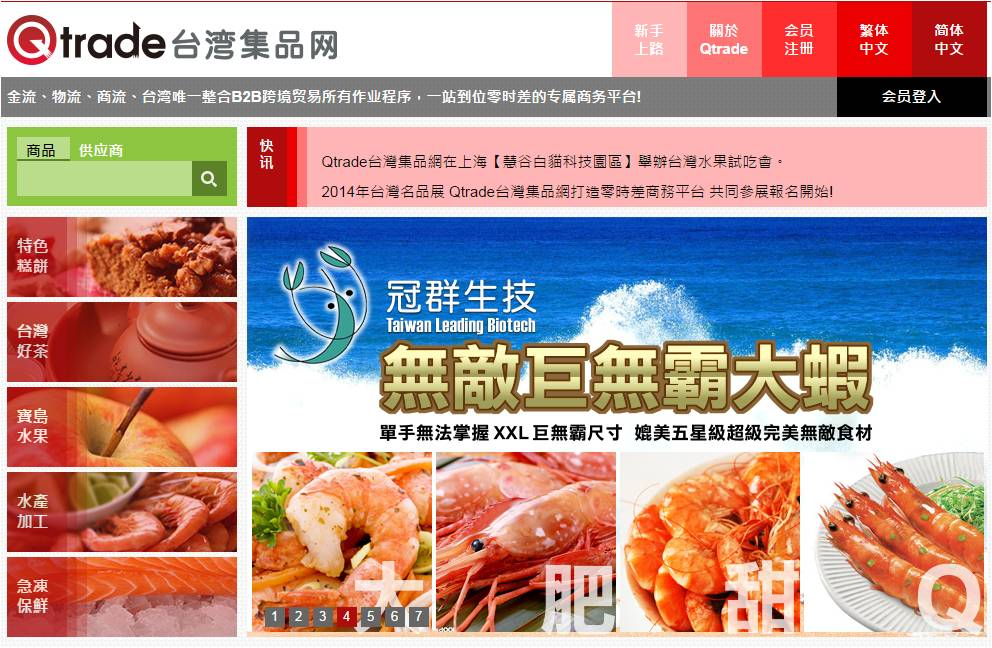 Qtrade台湾集品网
新手
上路
關於
Qtrade
会员
注册
繁体
中文
简体
中文
金流、物流、商流、台湾唯一整合B2B跨境贸易所有作业程序，一站到位零时差的专属商务平台!
会员登入
商品 供应商
快
讯
Qtrade台灣集品網在上海【慧谷白貓科技園區】舉辦台灣水果試吃會。
2014年台灣名品展 Qtrade台灣集品網打造零時差商務平台 共同參展報名開始!
特色
糕餅
台灣
好茶
寶島
水果
水產
加工
急凍
保鮮
冠群生技
Taiwan Leading Biotech
無敵巨無霸大蝦
單手無法掌握 XXL 巨無霸尺寸 媲美五星級超級完美無敵食材
大 肥 甜 Q
1 2 3 4 5 6 7